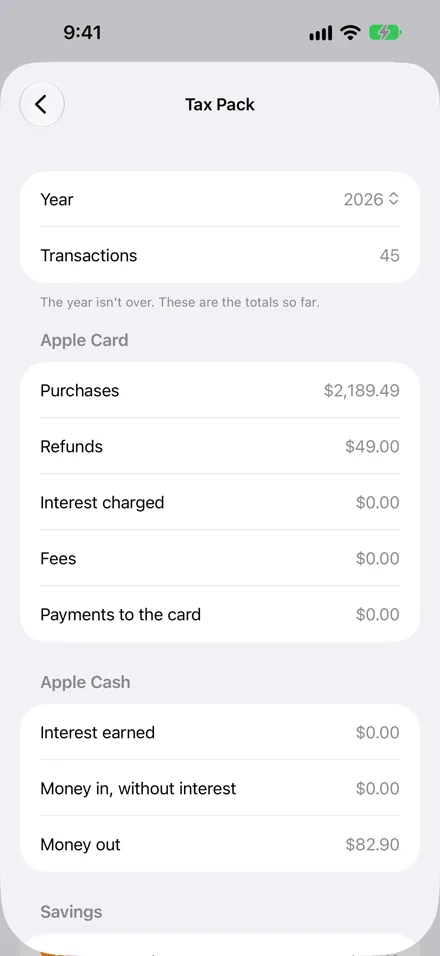 9:41
Tax Pack
Year 2026
Transactions 45
The year isn't over. These are the totals so far.
Apple Card
Purchases $2,189.49
Refunds $49.00
Interest charged $0.00
Fees $0.00
Payments to the card $0.00
Apple Cash
Interest earned $0.00
Money in, without interest $0.00
Money out $82.90
Savings